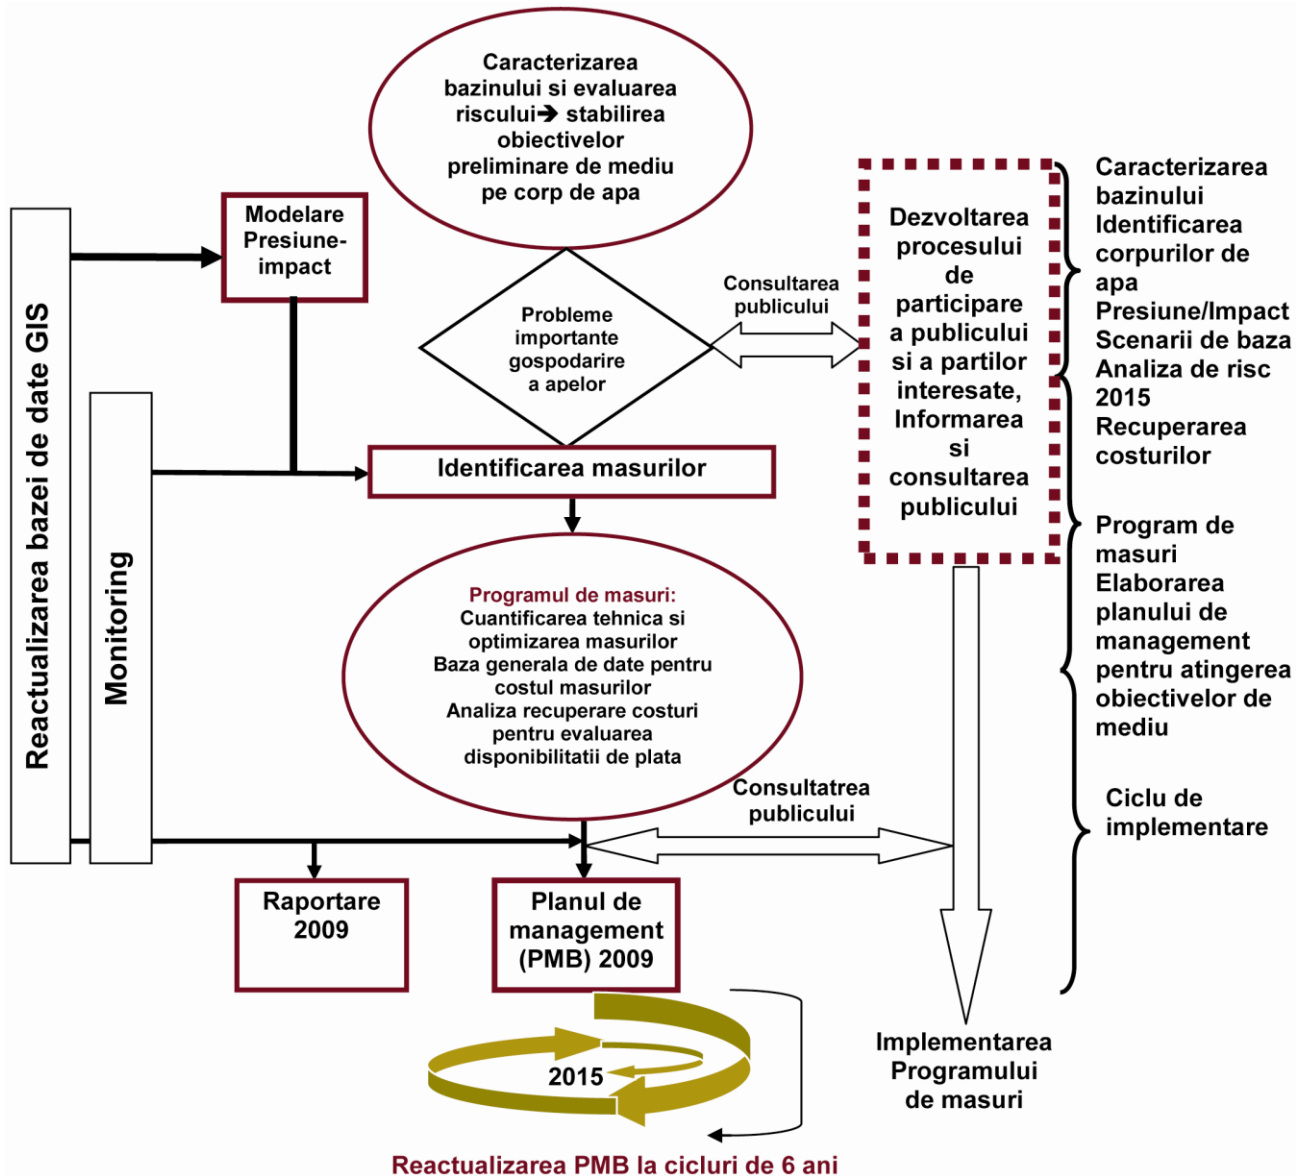 Caracterizarea
bazinului si evaluarea
riscului➔ stabilirea
obiectivelor
preliminare de mediu
pe corp de apa
Modelare
Presiune-
impact
Reactualizarea bazei de date GIS
Monitoring
Probleme
importante
gospodarire
a apelor
Consultarea
publicului
Dezvoltarea
procesului
de
participare
a publicului
si a partilor
interesate,
Informarea
si
consultarea
publicului
Caracterizarea
bazinului
Identificarea
corpurilor de
apa
Presiune/Impact
Scenarii de baza
Analiza de risc
2015
Recuperarea
costurilor
Identificarea masurilor
Program de
masuri
Elaborarea
planului de
management
pentru atingerea
obiectivelor de
mediu
Programul de masuri:
Cuantificarea tehnica si
optimizarea masurilor
Baza generala de date pentru
costul masurilor
Analiza recuperare costuri
pentru evaluarea
disponibilitatii de plata
Consultatrea
publicului
Ciclu de
implementare
Raportare
2009
Planul de
management
(PMB) 2009
2015
Implementarea
Programului
de masuri
Reactualizarea PMB la cicluri de 6 ani